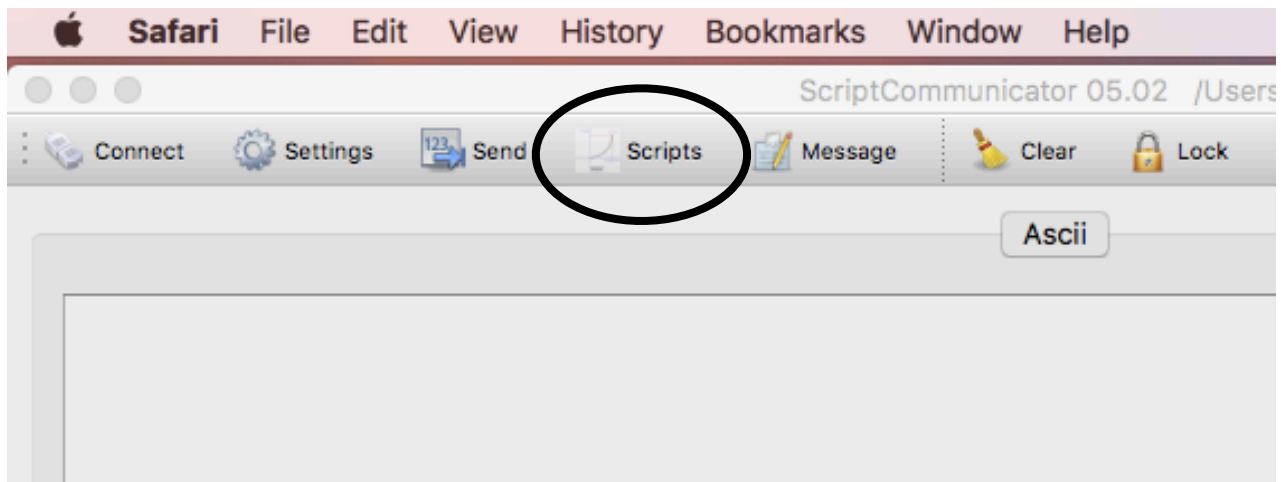 Safari File Edit View History Bookmarks Window Help
ScriptCommunicator 05.02 /Users
Connect Settings 123 Send Scripts Message Clear Lock
Ascii